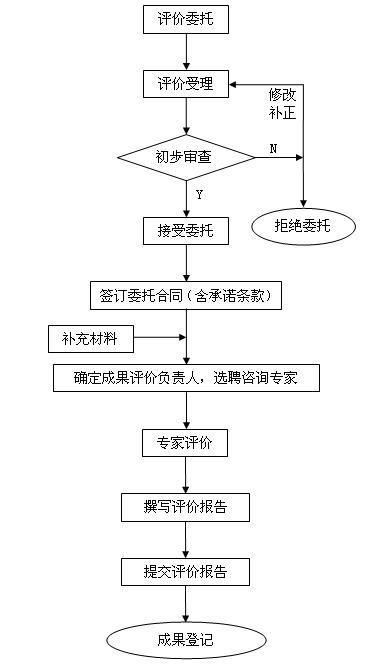 评价委托
评价受理
修改
补正
初步审查
N
Y
拒绝委托
接受委托
签订委托合同（含承诺条款）
补充材料
确定成果评价负责人，选聘咨询专家
专家评价
撰写评价报告
提交评价报告
成果登记